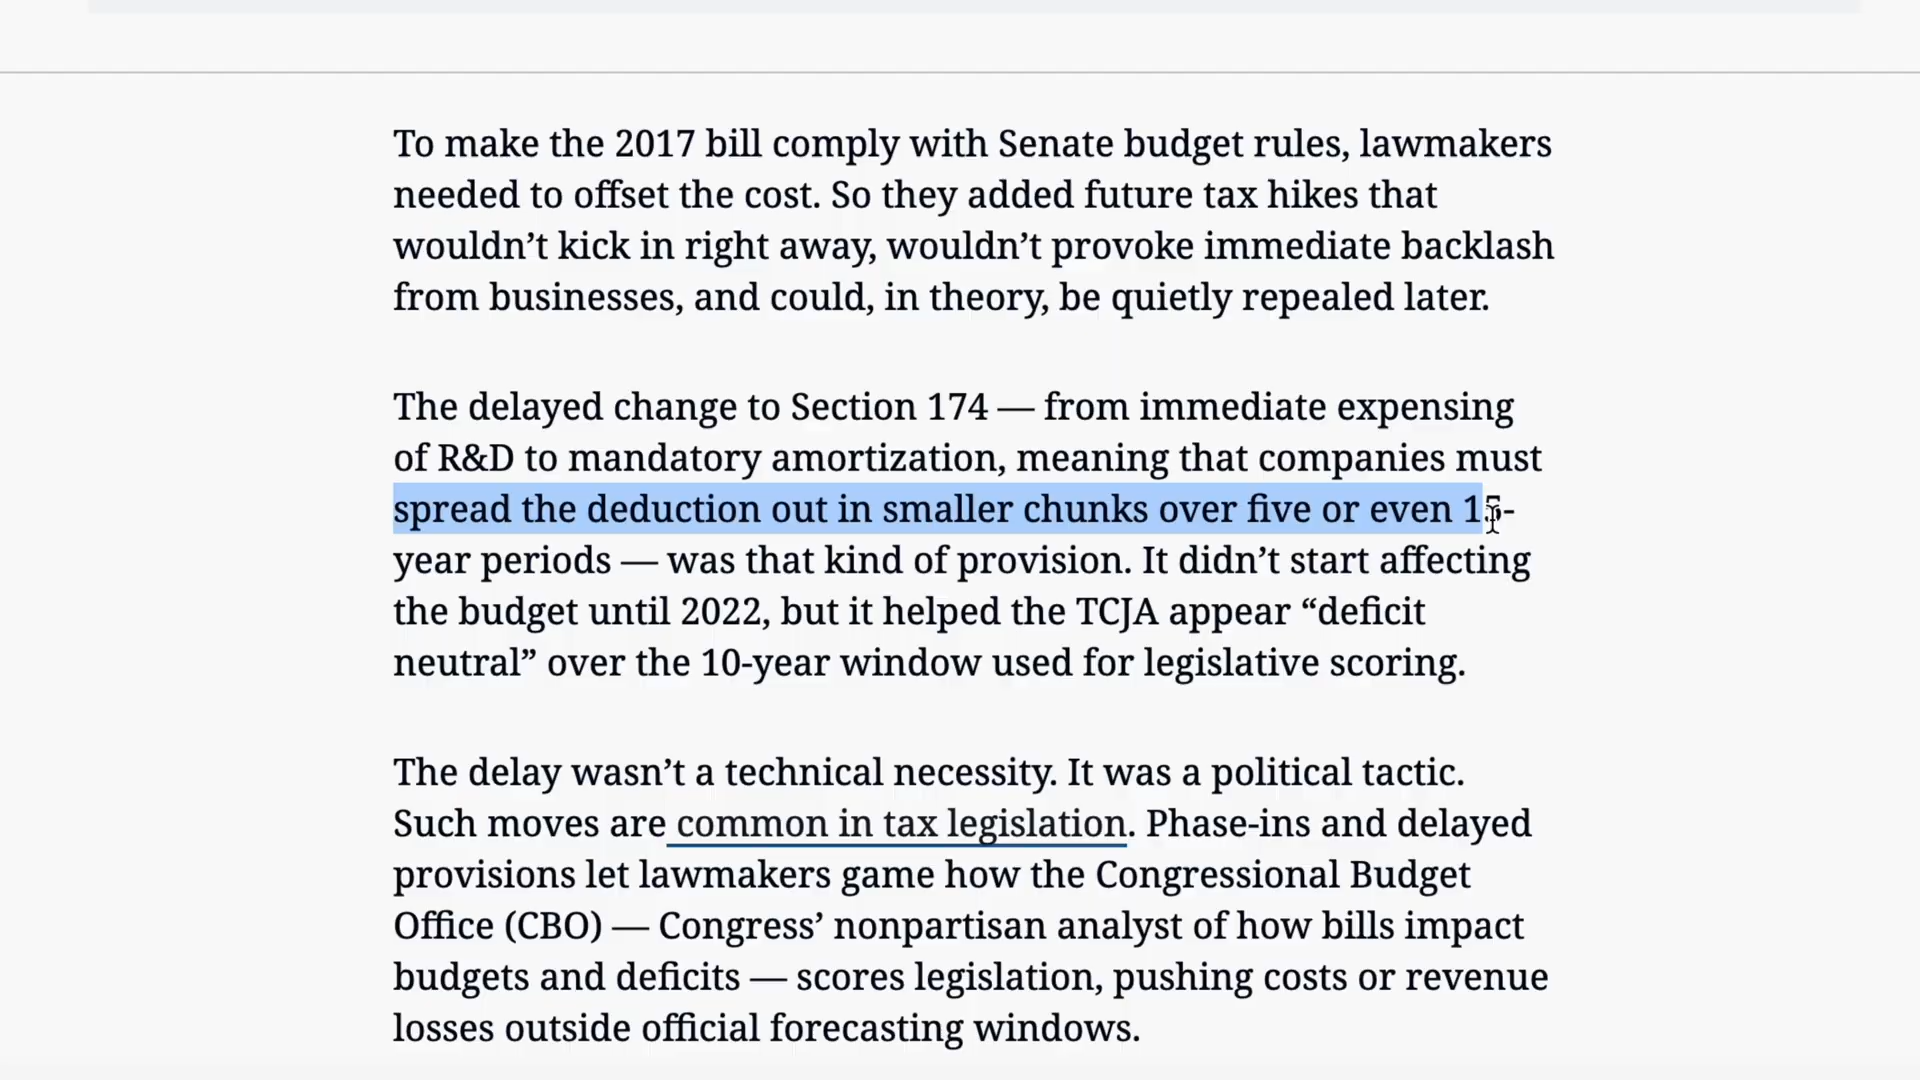 To make the 2017 bill comply with Senate budget rules, lawmakers
needed to offset the cost. So they added future tax hikes that
wouldn’t kick in right away, wouldn’t provoke immediate backlash
from businesses, and could, in theory, be quietly repealed later.
The delayed change to Section 174 — from immediate expensing
of R&D to mandatory amortization, meaning that companies must
spread the deduction out in smaller chunks over five or even 15-
year periods — was that kind of provision. It didn’t start affecting
the budget until 2022, but it helped the TCJA appear “deficit
neutral” over the 10-year window used for legislative scoring.
The delay wasn’t a technical necessity. It was a political tactic.
Such moves are common in tax legislation. Phase-ins and delayed
provisions let lawmakers game how the Congressional Budget
Office (CBO) — Congress’ nonpartisan analyst of how bills impact
budgets and deficits — scores legislation, pushing costs or revenue
losses outside official forecasting windows.